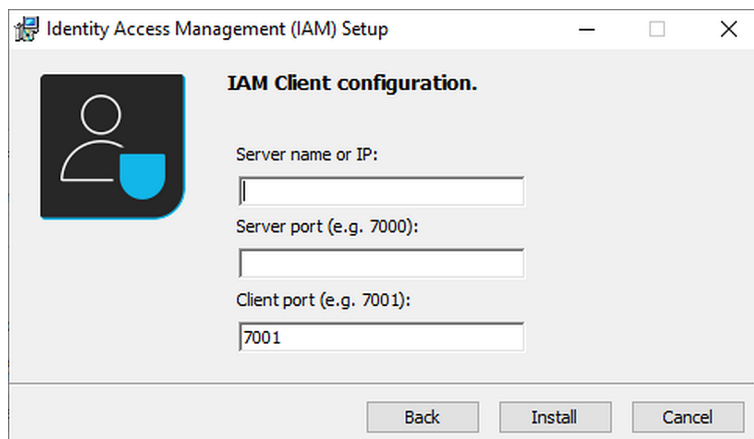 Identity Access Management (IAM) Setup
IAM Client configuration.
Server name or IP:
Server port (e.g. 7000):
Client port (e.g. 7001):
7001
Back Install Cancel